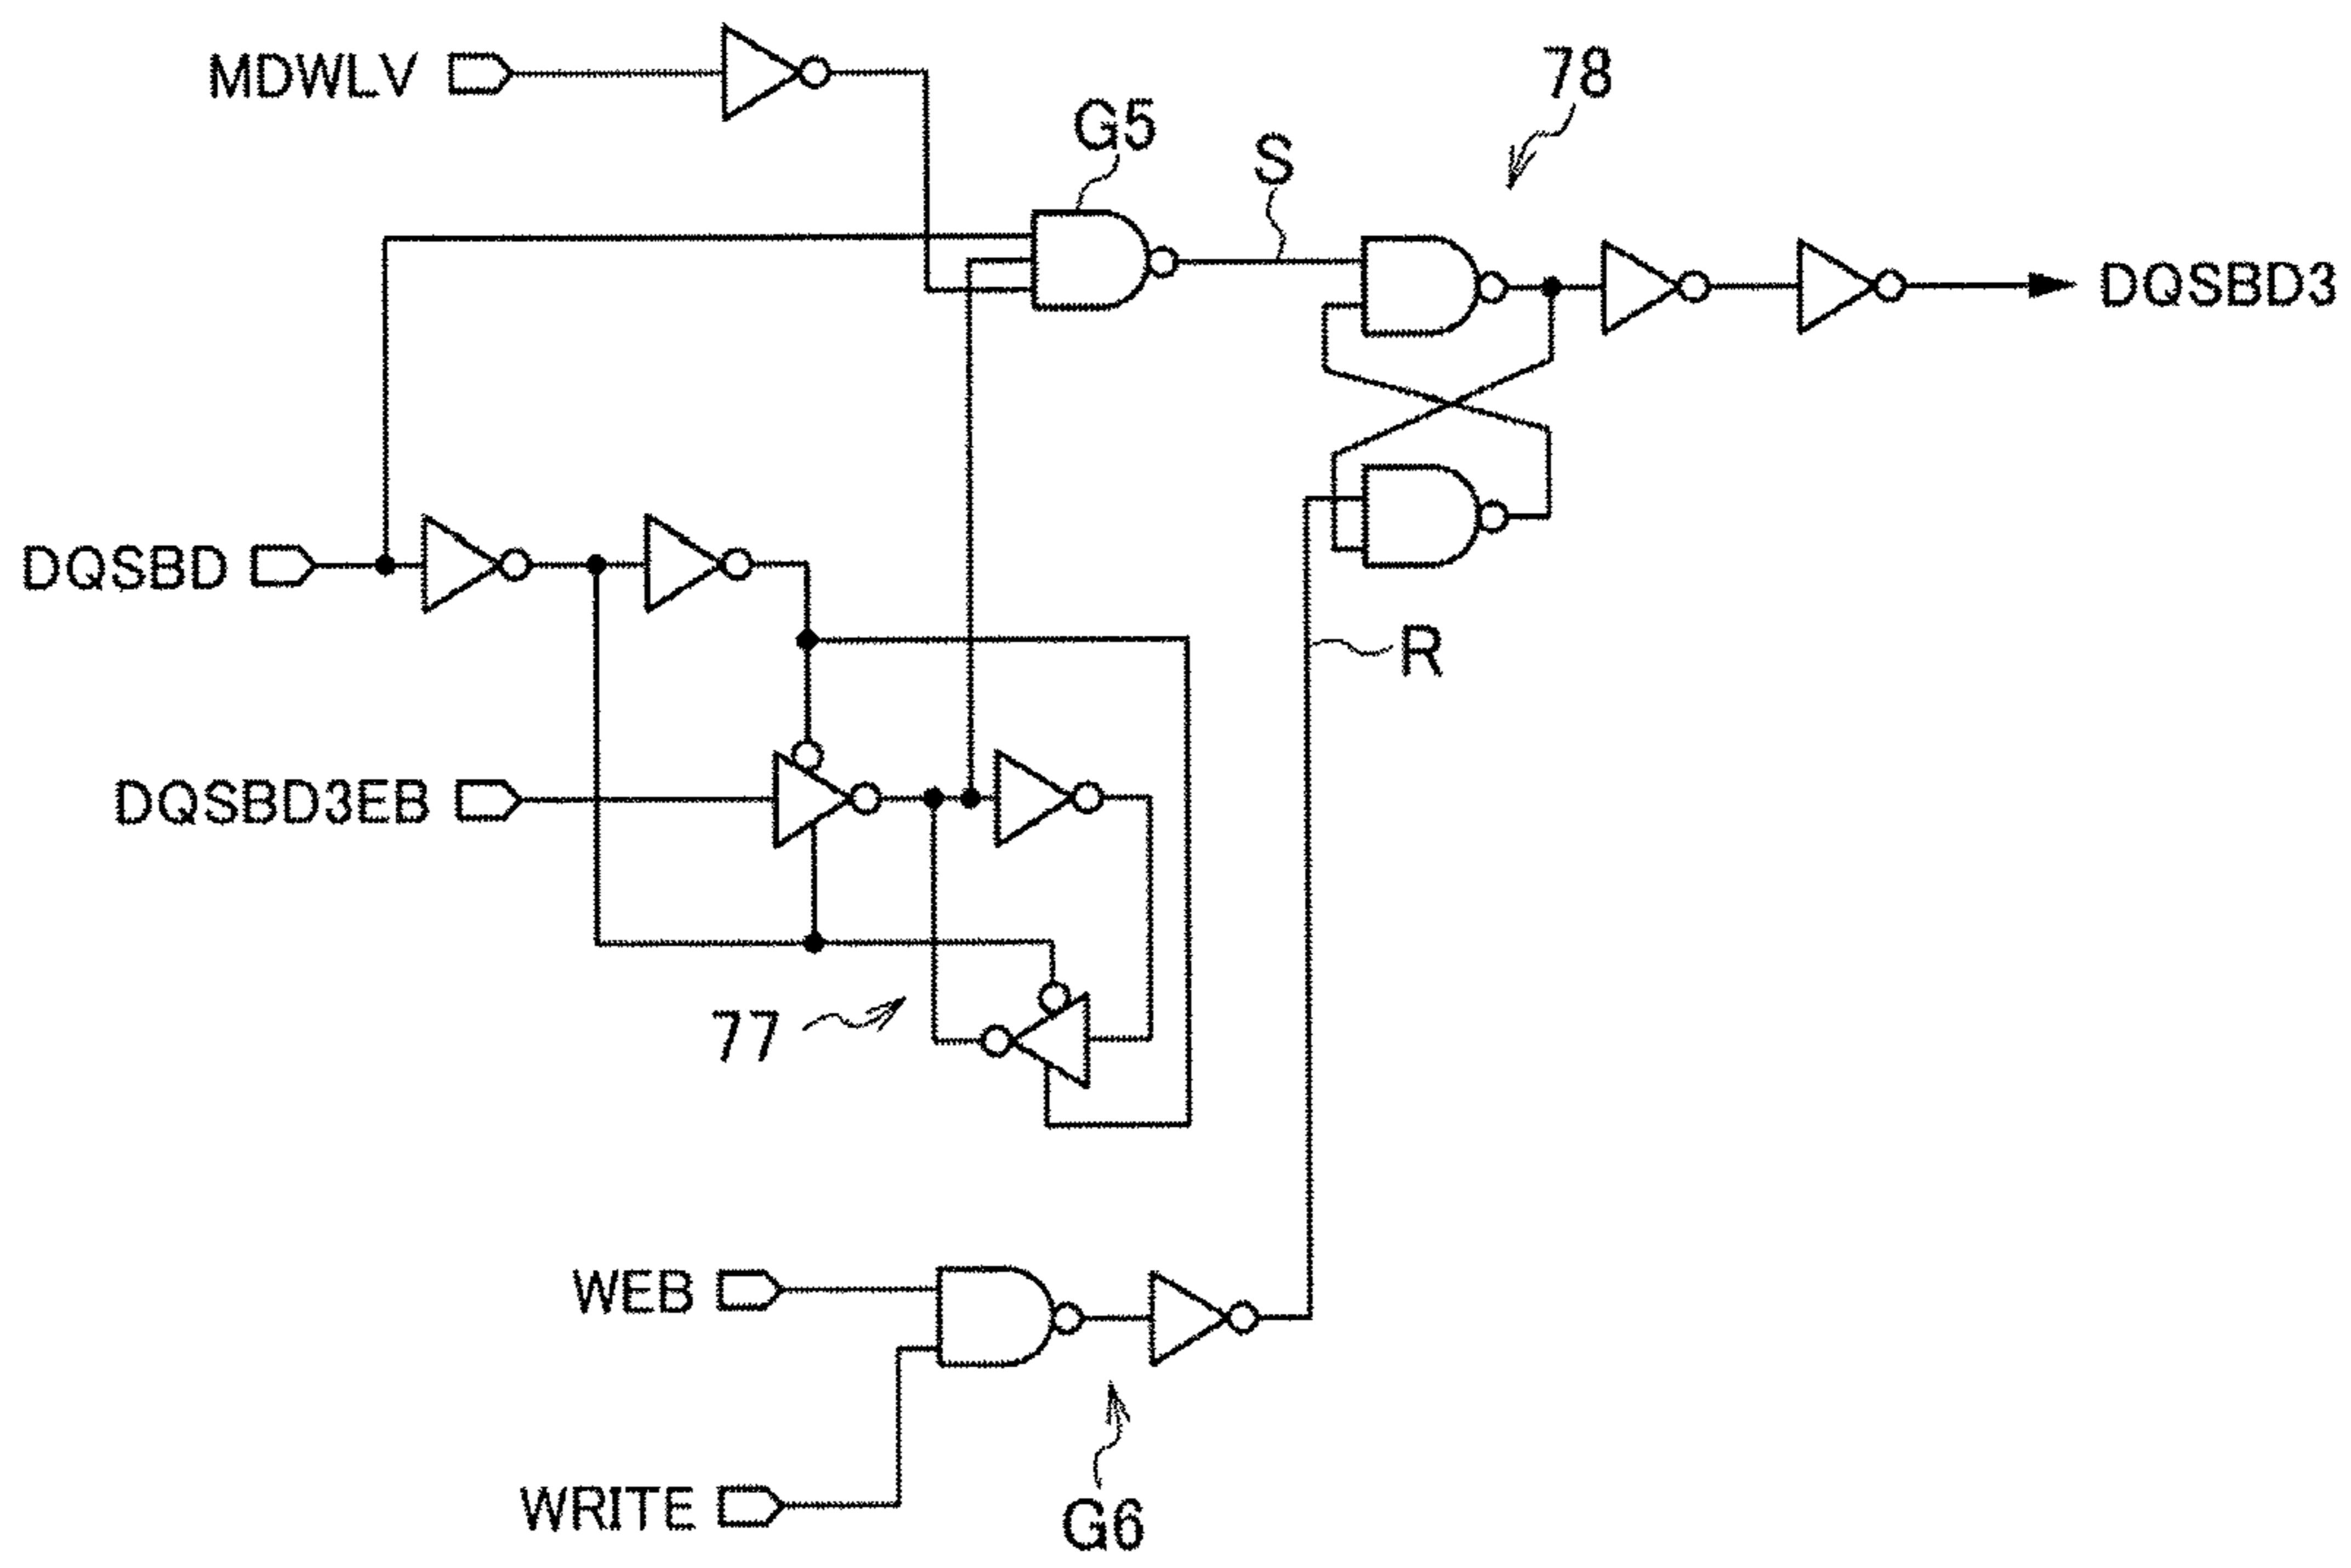 MDWLV
78
G5
S
DQSBD3
DQSBD
R
DQSBD3EB
77
WEB
WRITE
G6